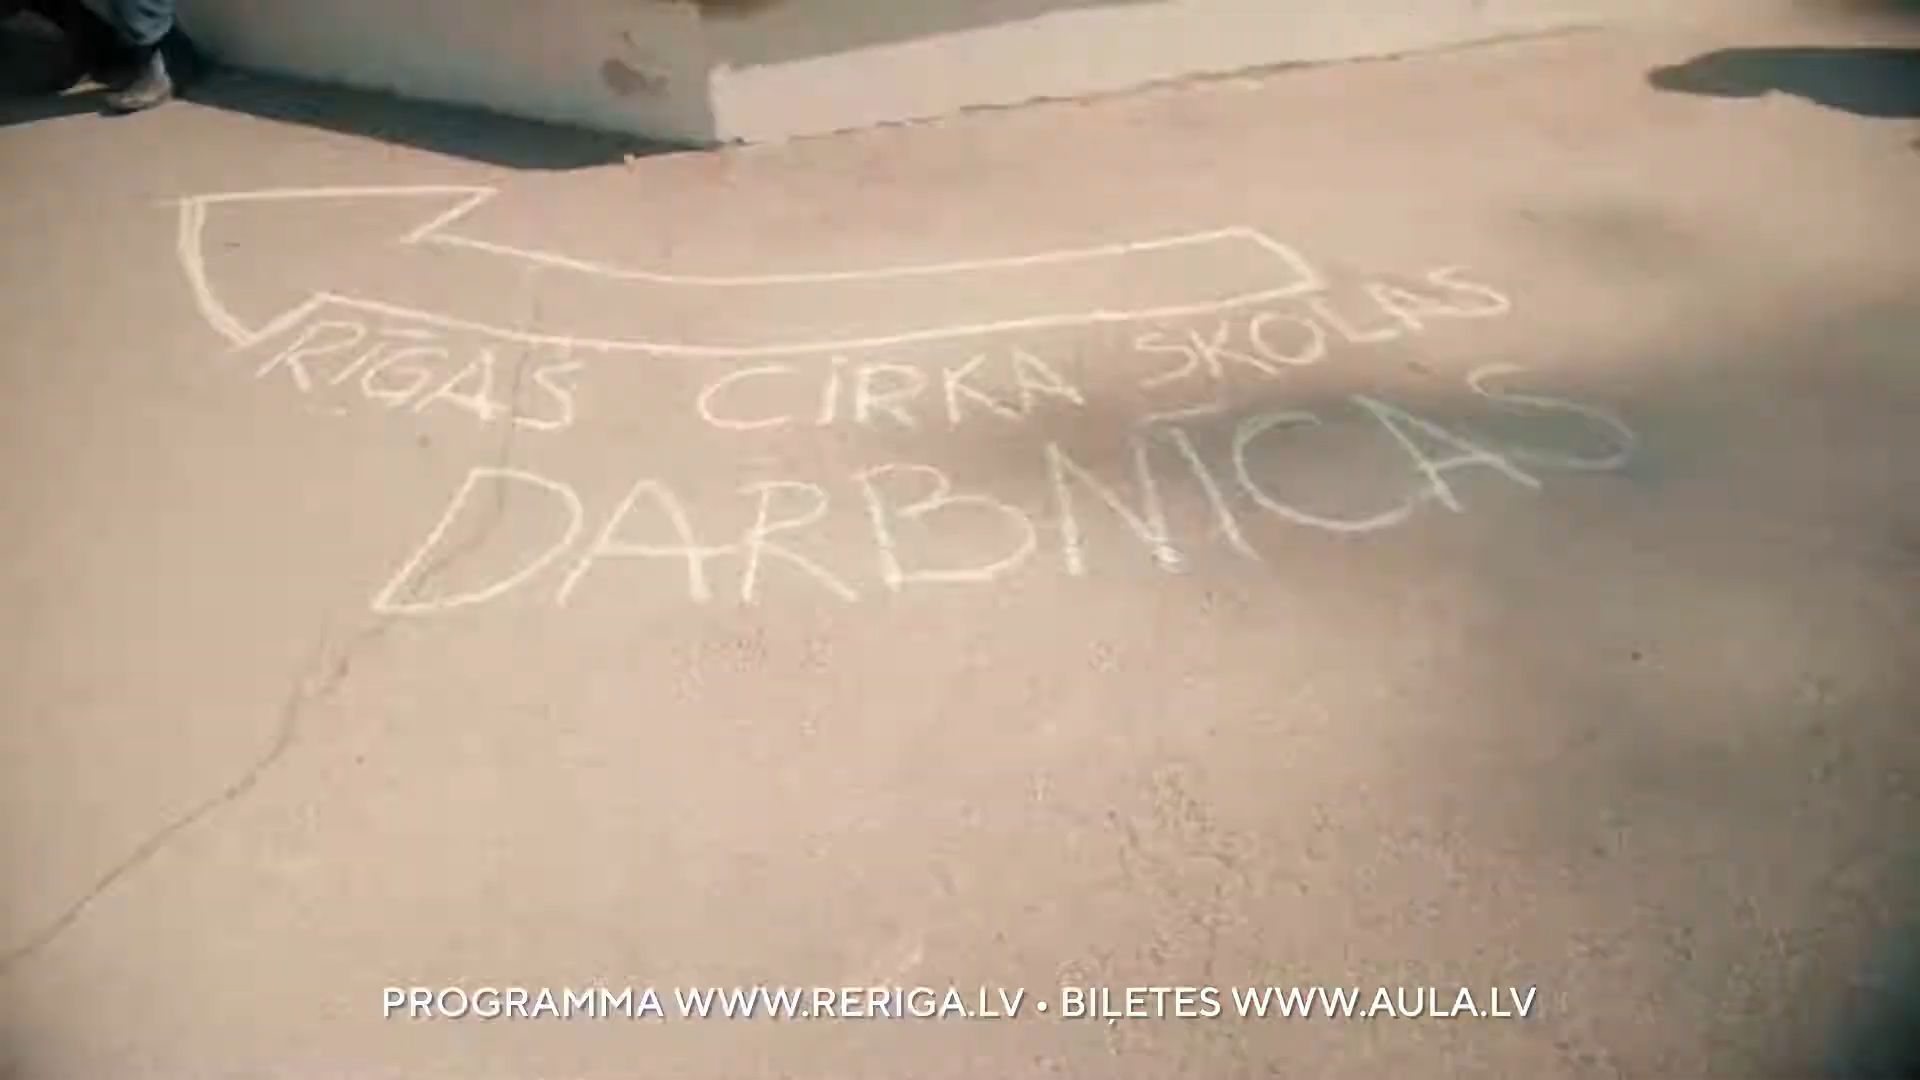 RĪGAS CIRKA SKOLAS
DARBNĪCAS
PROGRAMMA WWW.RERIGA.LV • BIĻETES WWW.AULA.LV